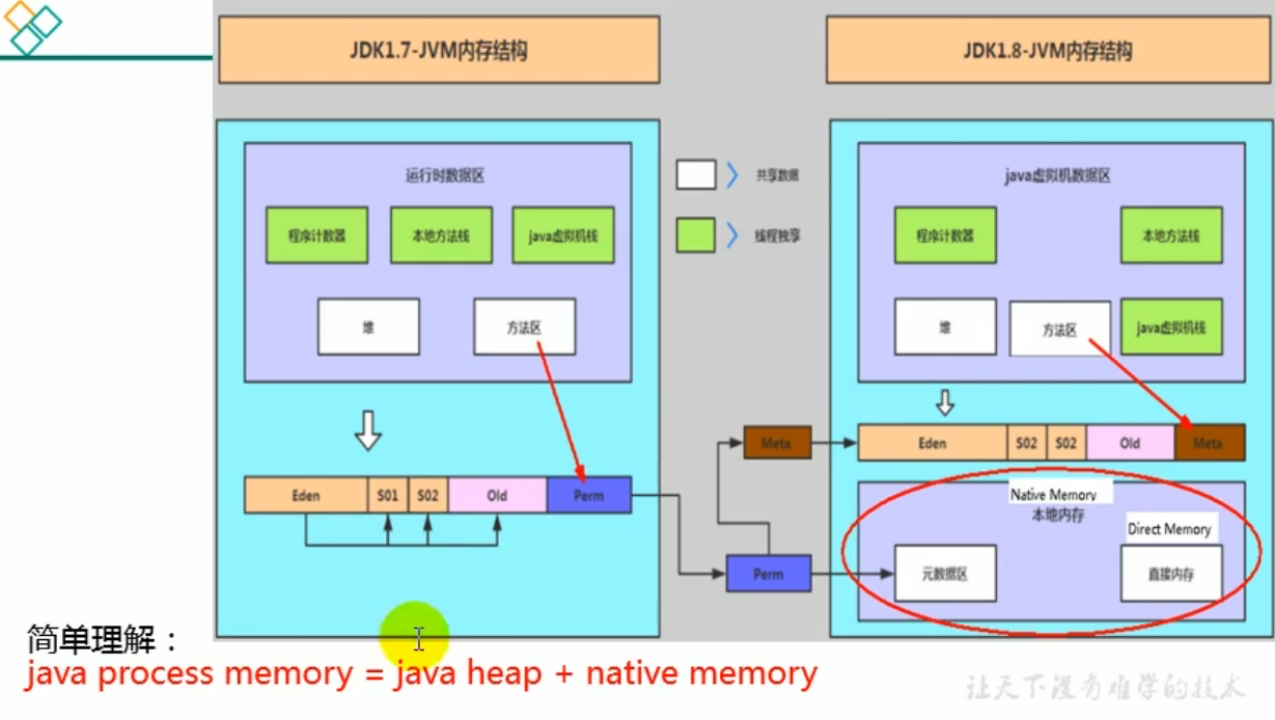 JDK1.7-JVM内存结构
运行时数据区
程序计数器
本地方法栈
java虚拟机栈
堆
方法区
Eden
S01
S02
Old
Perm
共享数据
线程独享
Meta
Perm
JDK1.8-JVM内存结构
java虚拟机数据区
程序计数器
本地方法栈
堆
方法区
java虚拟机栈
Eden
S02
S02
Old
Meta
Native Memory
本地内存
Direct Memory
元数据区
直接内存
简单理解：
java process memory = java heap + native memory
让天下没有难学的技术